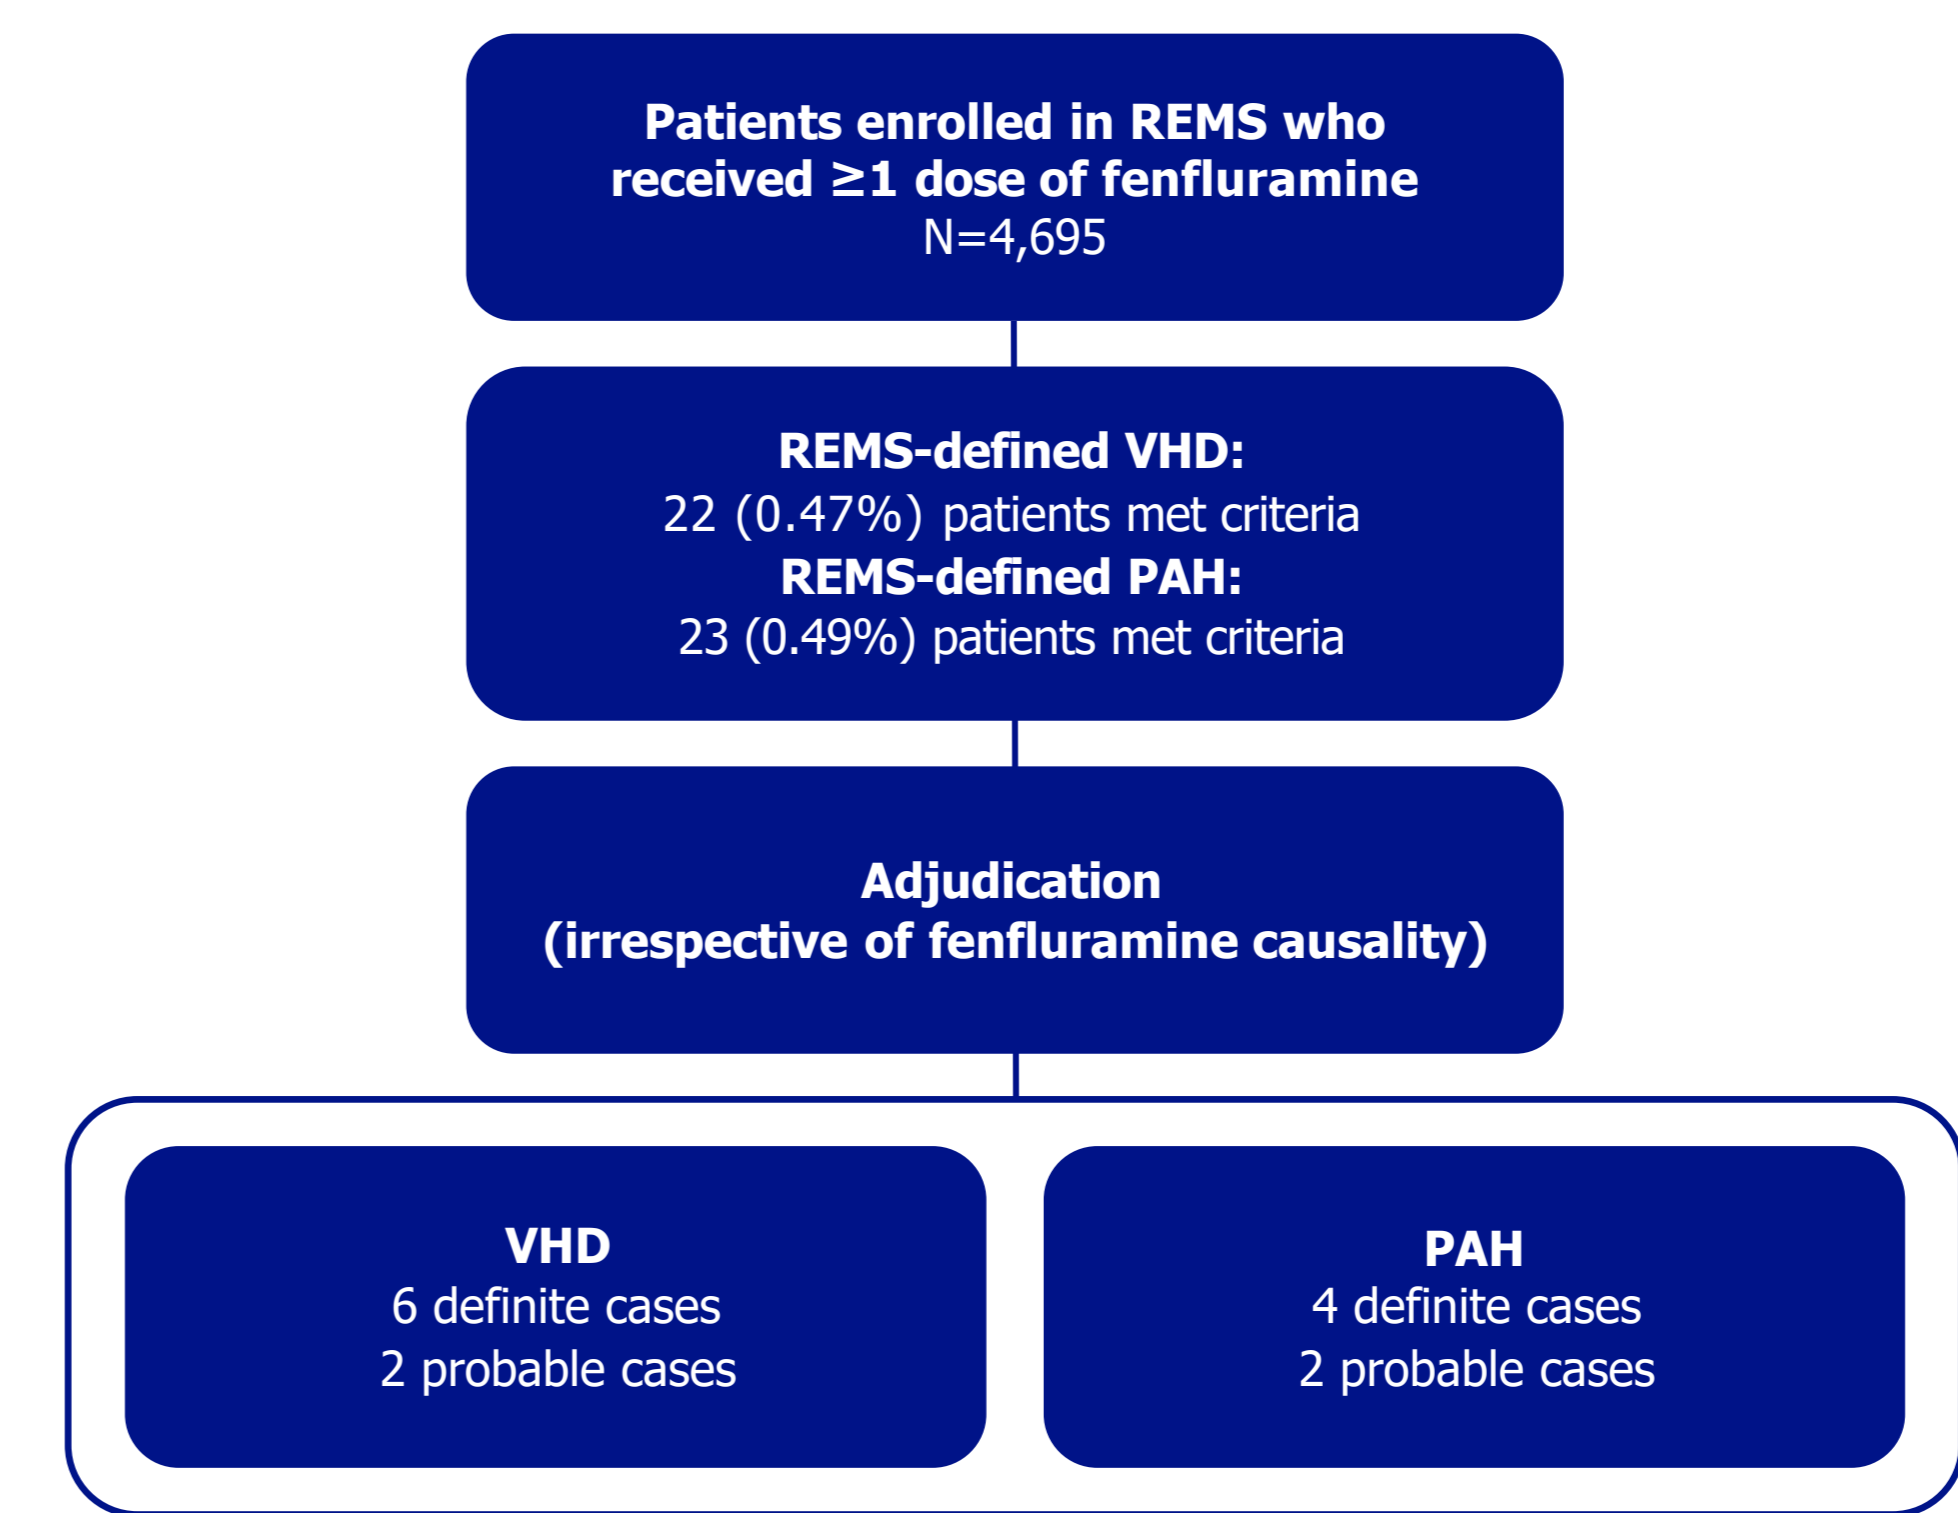 Patients enrolled in REMS who
received ≥1 dose of fenfluramine
N=4,695
REMS-defined VHD:
22 (0.47%) patients met criteria
REMS-defined PAH:
23 (0.49%) patients met criteria
Adjudication
(irrespective of fenfluramine causality)
VHD
6 definite cases
2 probable cases
PAH
4 definite cases
2 probable cases